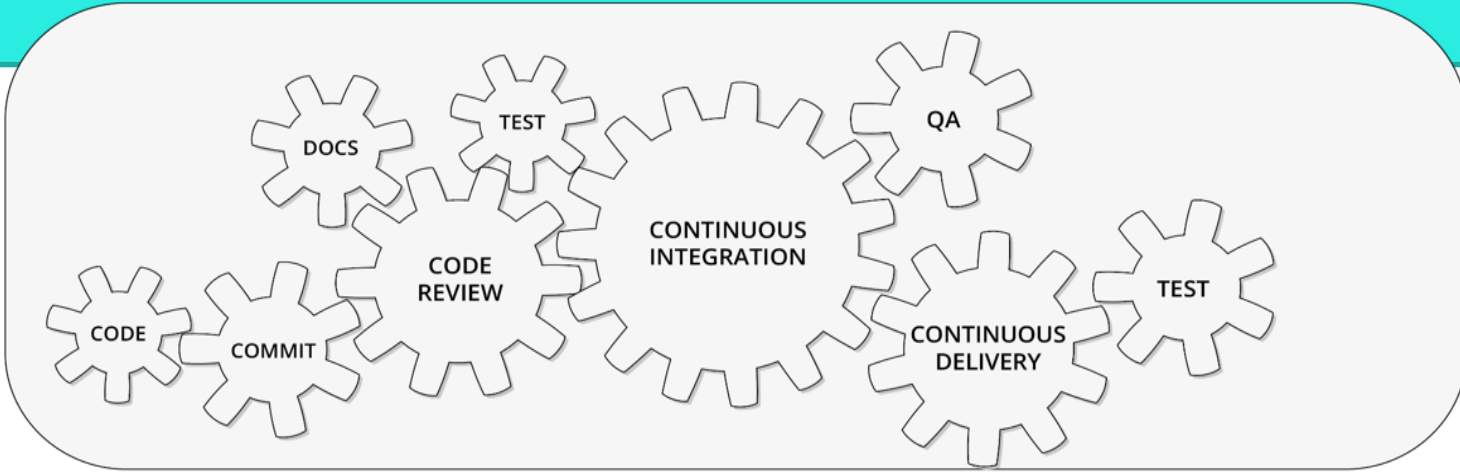 DOCS
TEST
QA
CODE
COMMIT
CODE
REVIEW
CONTINUOUS
INTEGRATION
CONTINUOUS
DELIVERY
TEST